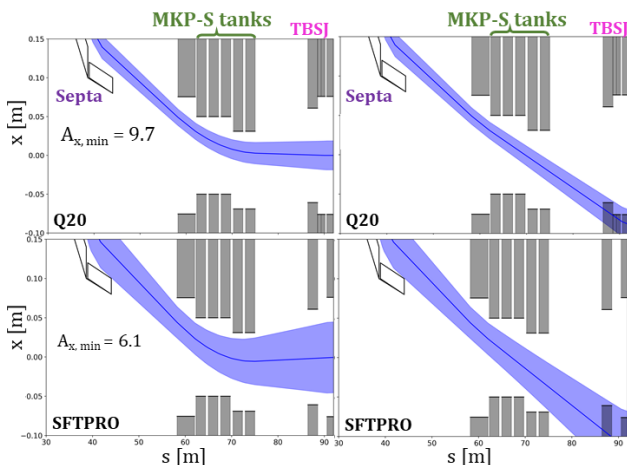 MKP-S tanks
TBSJ
MKP-S tanks
TBSJ
x [m]
0.15
0.10
0.05
0.00
−0.05
−0.10
Septa
A x, min = 9.7
Q20
Septa
Q20
x [m]
0.15
0.10
0.05
0.00
−0.05
−0.10
A x, min = 6.1
SFTPRO
SFTPRO
30 40 50 60 70 80 90
40 50 60 70 80 90
s [m]
s [m]